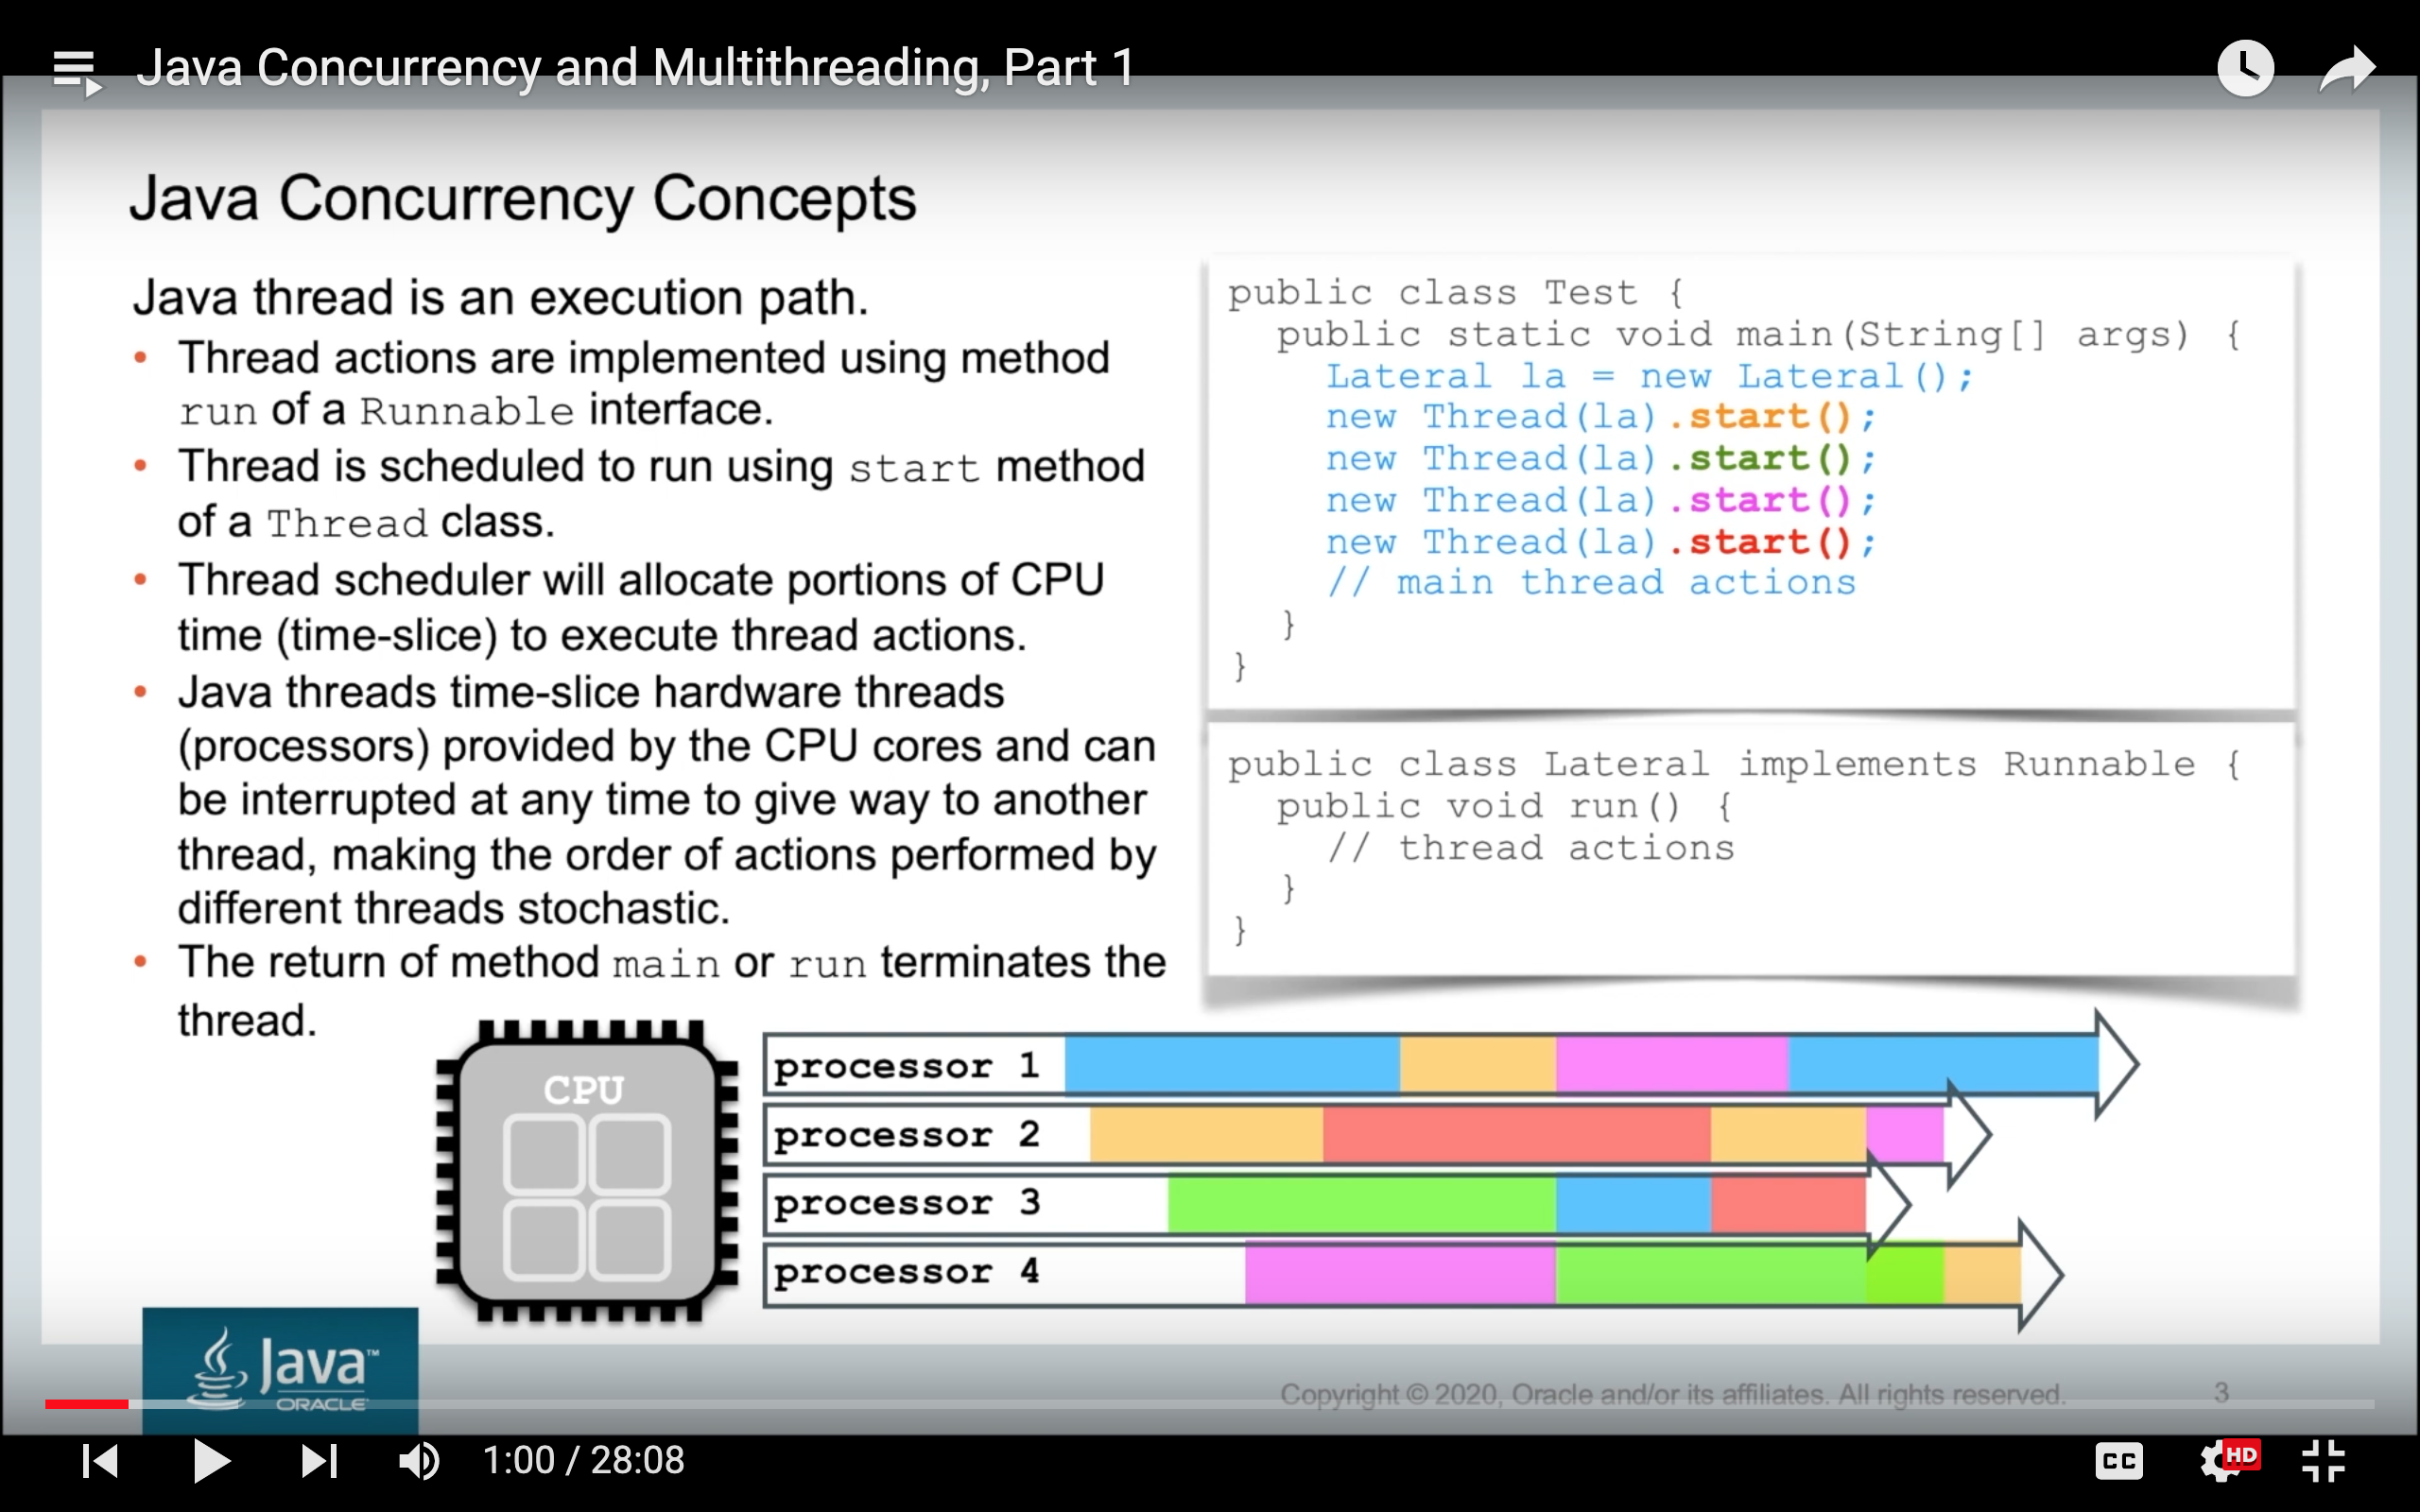 Java Concurrency and Multithreading, Part 1
Java Concurrency Concepts
Java thread is an execution path.
• Thread actions are implemented using method
run of a Runnable interface.
• Thread is scheduled to run using start method
of a Thread class.
• Thread scheduler will allocate portions of CPU
time (time-slice) to execute thread actions.
• Java threads time-slice hardware threads
(processors) provided by the CPU cores and can
be interrupted at any time to give way to another
thread, making the order of actions performed by
different threads stochastic.
• The return of method main or run terminates the
thread.
public class Test {
public static void main(String[] args) {
Lateral la = new Lateral();
new Thread(la).start();
new Thread(la).start();
new Thread(la).start();
new Thread(la).start();
// main thread actions
}
}
public class Lateral implements Runnable {
public void run() {
// thread actions
}
}
CPU
processor 1
processor 2
processor 3
processor 4
Java™
ORACLE
Copyright © 2020, Oracle and/or its affiliates. All rights reserved. 3
1:00 / 28:08
CC
HD